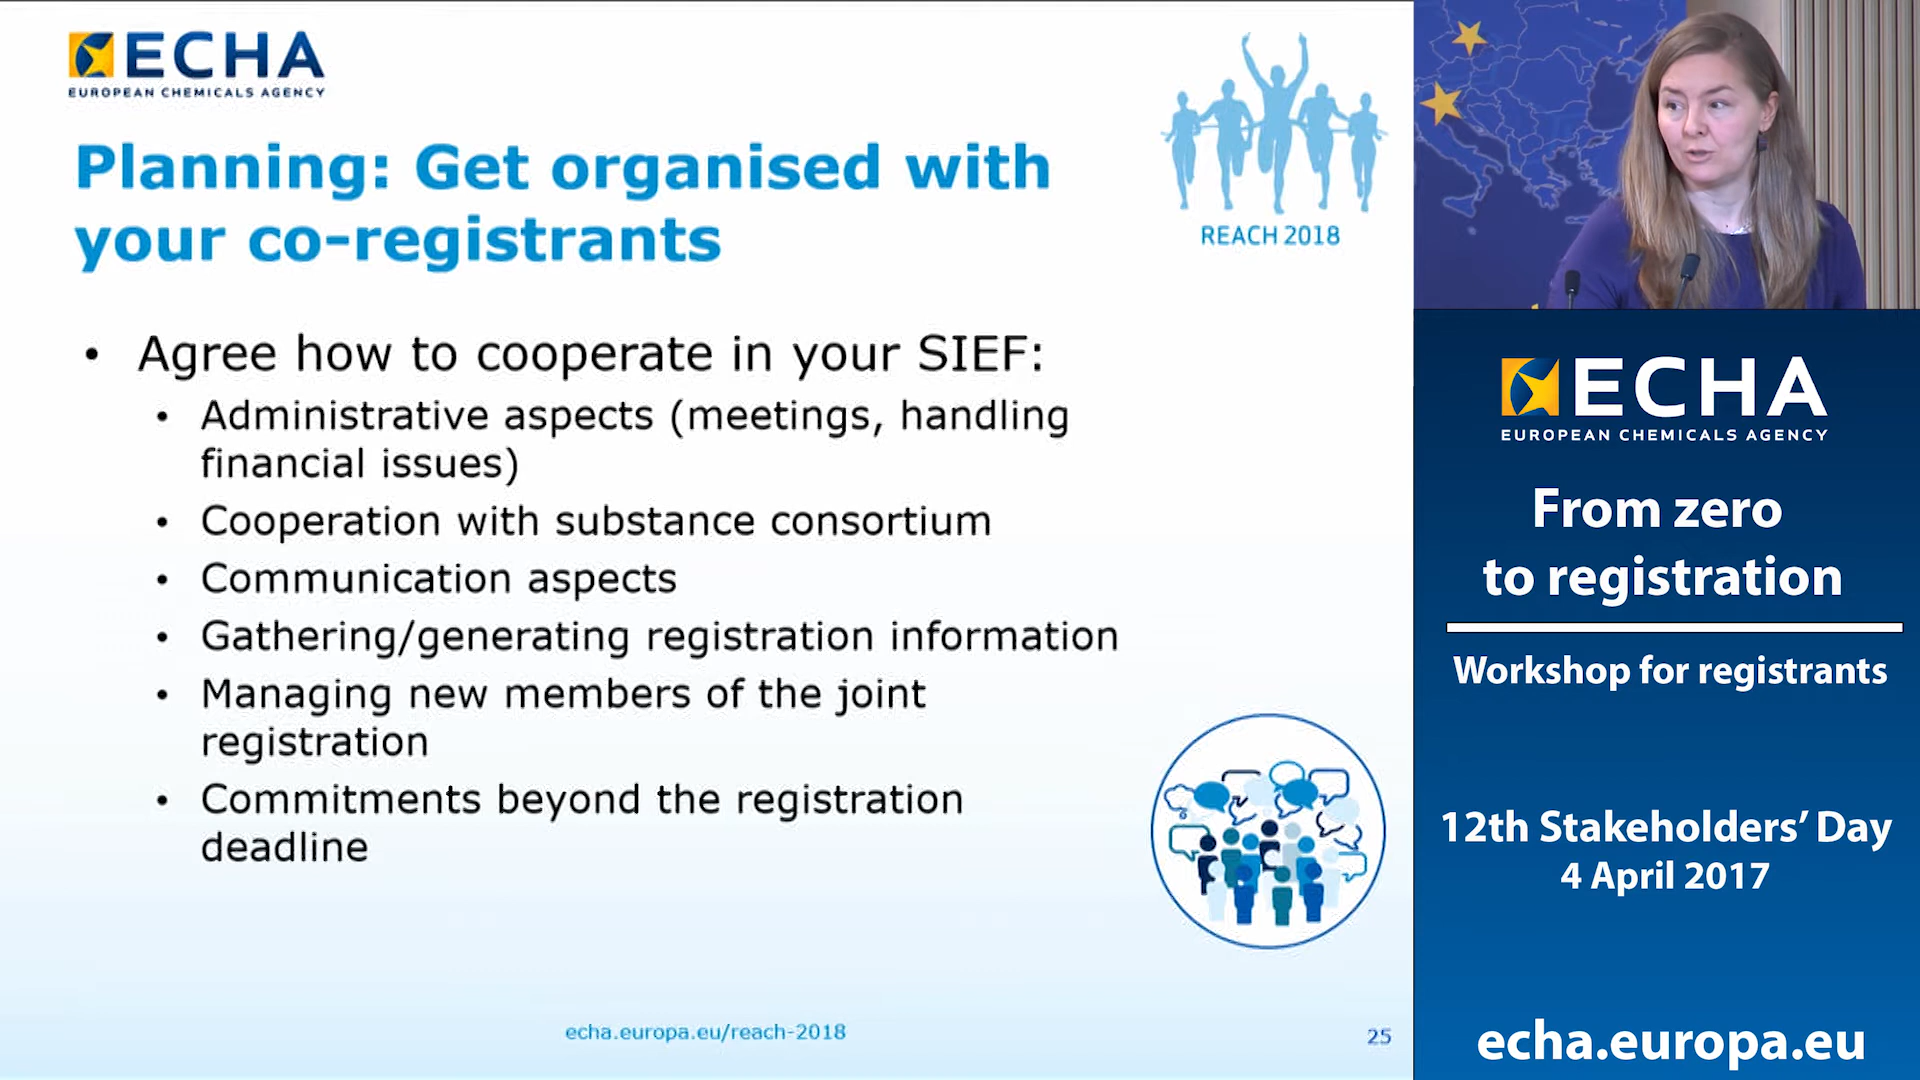 ECHA
EUROPEAN CHEMICALS AGENCY
REACH 2018
Planning: Get organised with
your co-registrants
• Agree how to cooperate in your SIEF:
• Administrative aspects (meetings, handling
financial issues)
• Cooperation with substance consortium
• Communication aspects
• Gathering/generating registration information
• Managing new members of the joint
registration
• Commitments beyond the registration
deadline
echa.europa.eu/reach-2018
25
ECHA
EUROPEAN CHEMICALS AGENCY
From zero
to registration
Workshop for registrants
12th Stakeholders’ Day
4 April 2017
echa.europa.eu